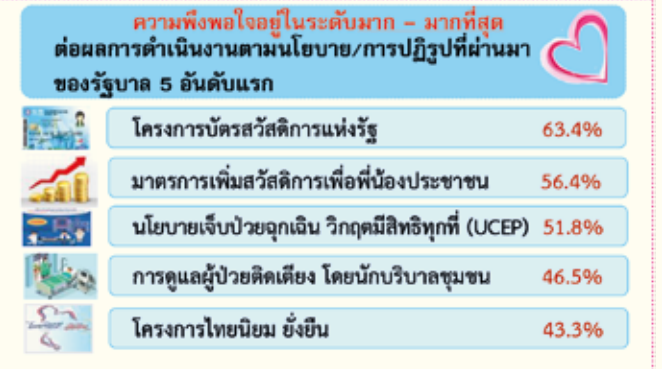 ความพึงพอใจอยู่ในระดับมาก – มากที่สุด
ต่อผลการดำเนินงานตามนโยบาย/การปฏิรูปที่ผ่านมา
ของรัฐบาล 5 อันดับแรก
โครงการบัตรสวัสดิการแห่งรัฐ 63.4%
มาตรการเพิ่มสวัสดิการเพื่อพี่น้องประชาชน 56.4%
นโยบายเจ็บป่วยฉุกเฉิน วิกฤตมีสิทธิทุกที่ (UCEP) 51.8%
การดูแลผู้ป่วยติดเตียง โดยนักบริบาลชุมชน 46.5%
โครงการไทยนิยม ยั่งยืน 43.3%